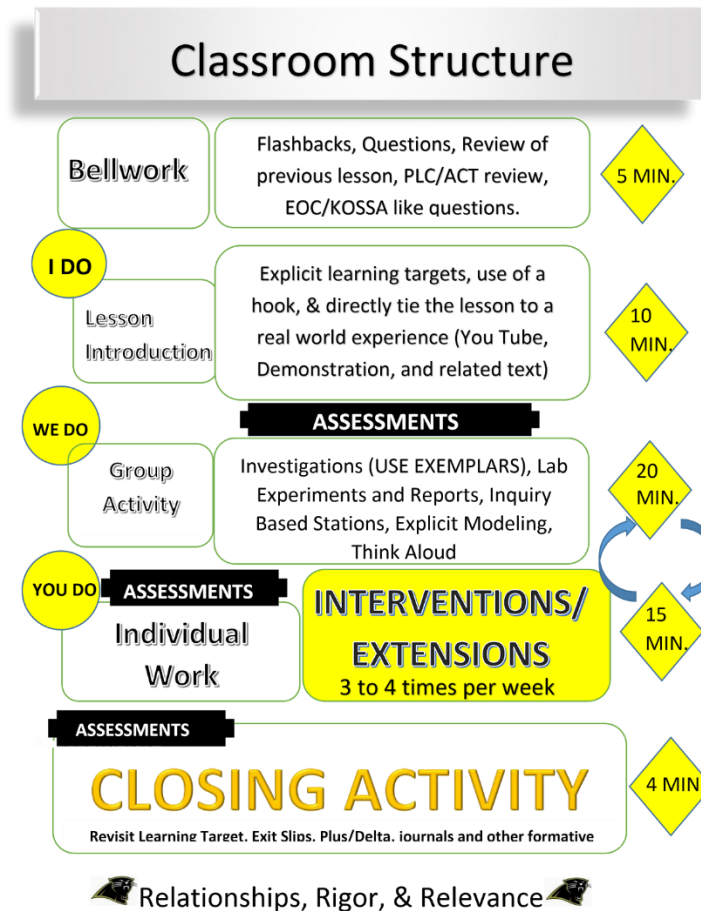 Classroom Structure
Bellwork
Flashbacks, Questions, Review of
previous lesson, PLC/ACT review,
EOC/KOSSA like questions.
5 MIN.
I DO
Lesson
Introduction
Explicit learning targets, use of a
hook, & directly tie the lesson to a
real world experience (You Tube,
Demonstration, and related text)
10
MIN.
ASSESSMENTS
WE DO
Group
Activity
Investigations (USE EXEMPLARS), Lab
Experiments and Reports, Inquiry
Based Stations, Explicit Modeling,
Think Aloud
20
MIN.
YOU DO
ASSESSMENTS
Individual
Work
INTERVENTIONS/
EXTENSIONS
3 to 4 times per week
15
MIN.
ASSESSMENTS
CLOSING ACTIVITY
Revisit Learning Target, Exit Slips, Plus/Delta, journals and other formative
4 MIN
Relationships, Rigor, & Relevance